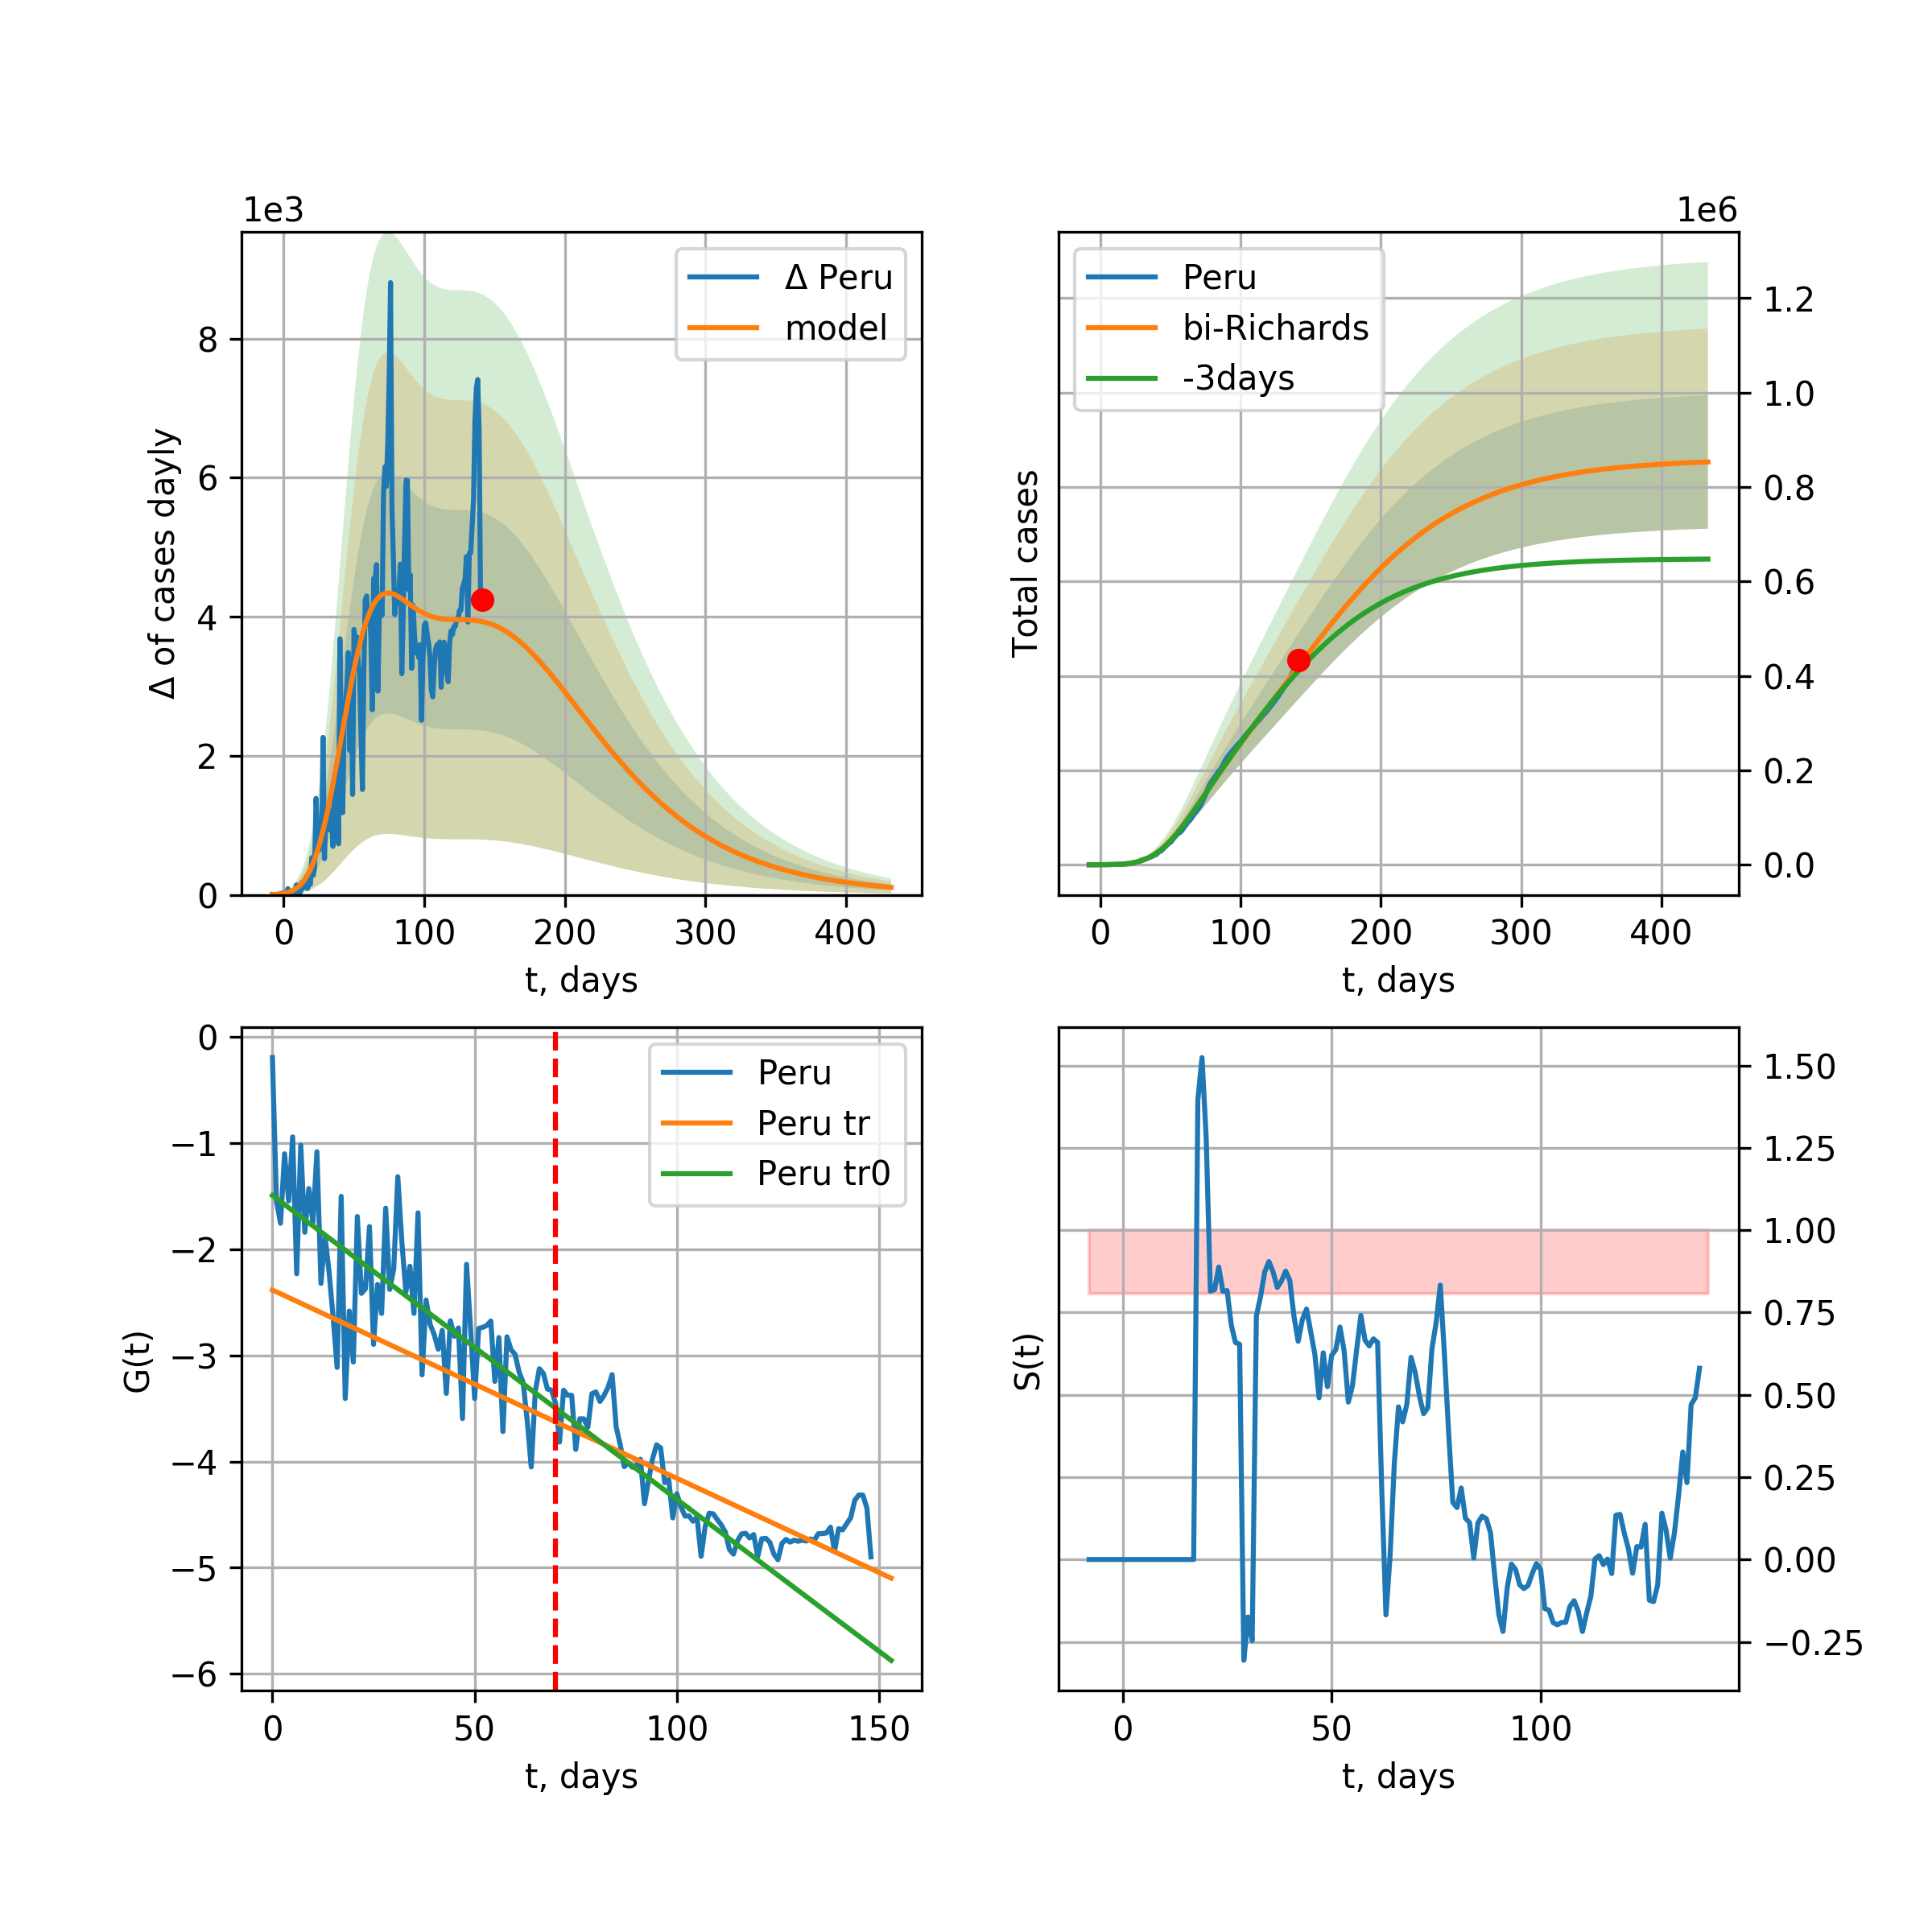 1e3
Δ of cases dayly
8
6
4
2
0
0 100 200 300 400
t, days
Δ Peru
model
1e6
Total cases
1.2
1.0
0.8
0.6
0.4
0.2
0.0
0 100 200 300 400
t, days
Peru
bi-Richards
-3days
G(t)
0
−1
−2
−3
−4
−5
−6
0 50 100 150
t, days
Peru
Peru tr
Peru tr0
S(t)
1.50
1.25
1.00
0.75
0.50
0.25
0.00
−0.25
0 50 100
t, days